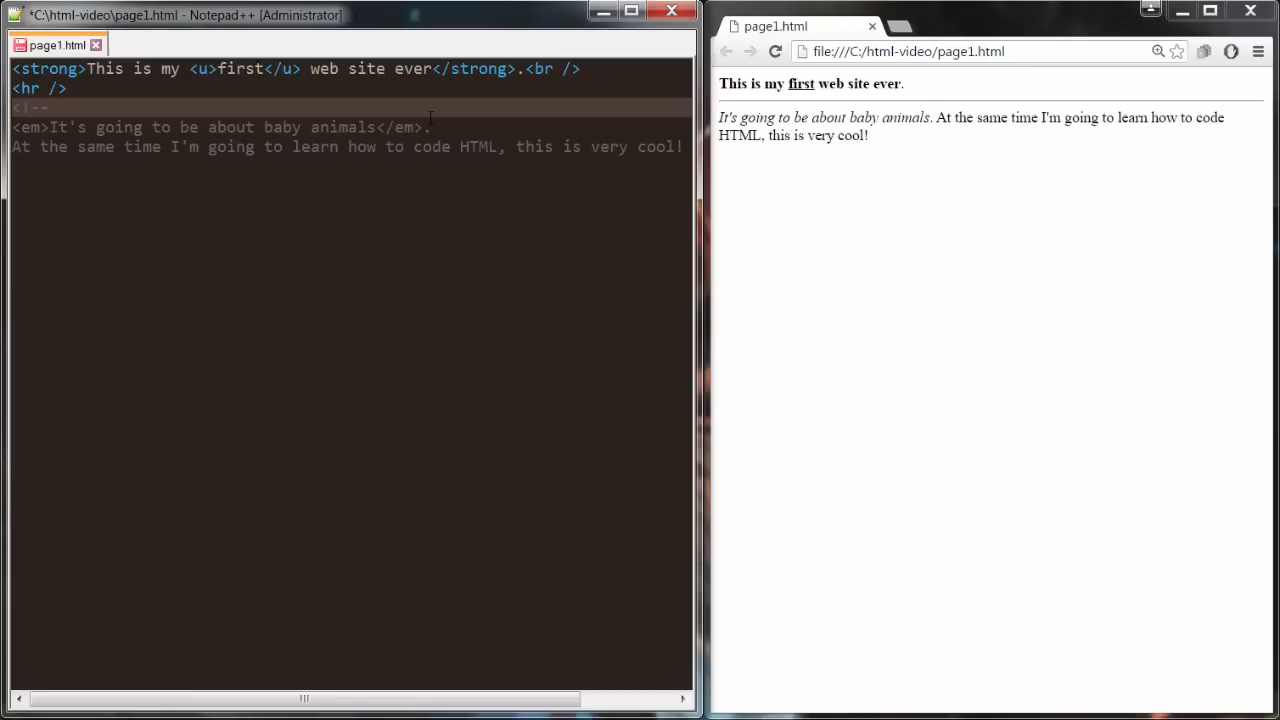 *C:\html-video\page1.html - Notepad++ [Administrator]
page1.html
<strong>This is my <u>first</u> web site ever</strong>.<br />
<hr />
<!--
<em>It's going to be about baby animals</em>.
At the same time I'm going to learn how to code HTML, this is very cool!
page1.html
file:///C:/html-video/page1.html
This is my first web site ever.
It's going to be about baby animals. At the same time I'm going to learn how to code
HTML, this is very cool!